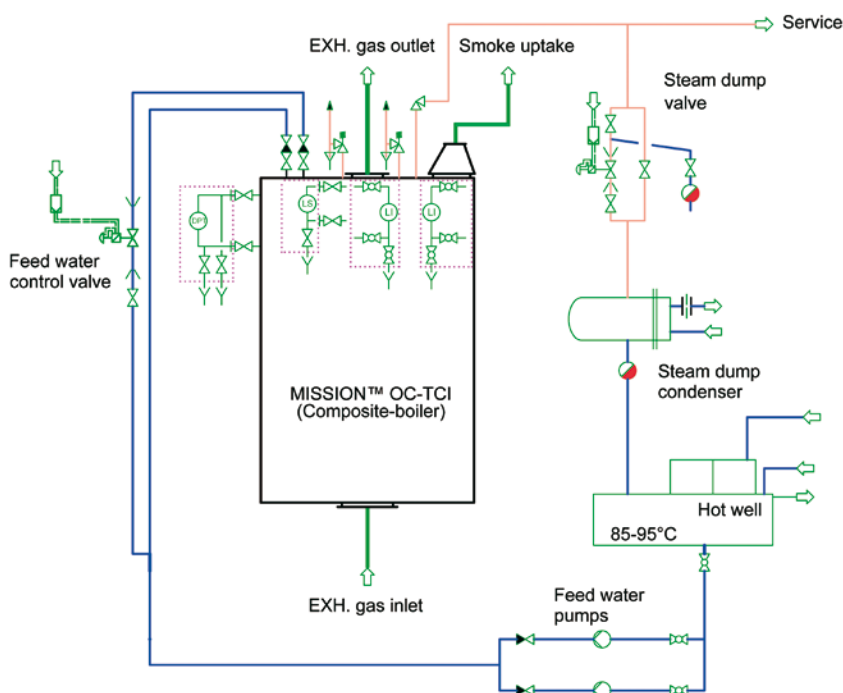 EXH. gas outlet
Smoke uptake
Service
Steam dump
valve
Feed water
control valve
DPT
LS
LI
LI
MISSION™ OC-TCI
(Composite-boiler)
Steam dump
condenser
Hot well
85-95°C
EXH. gas inlet
Feed water
pumps